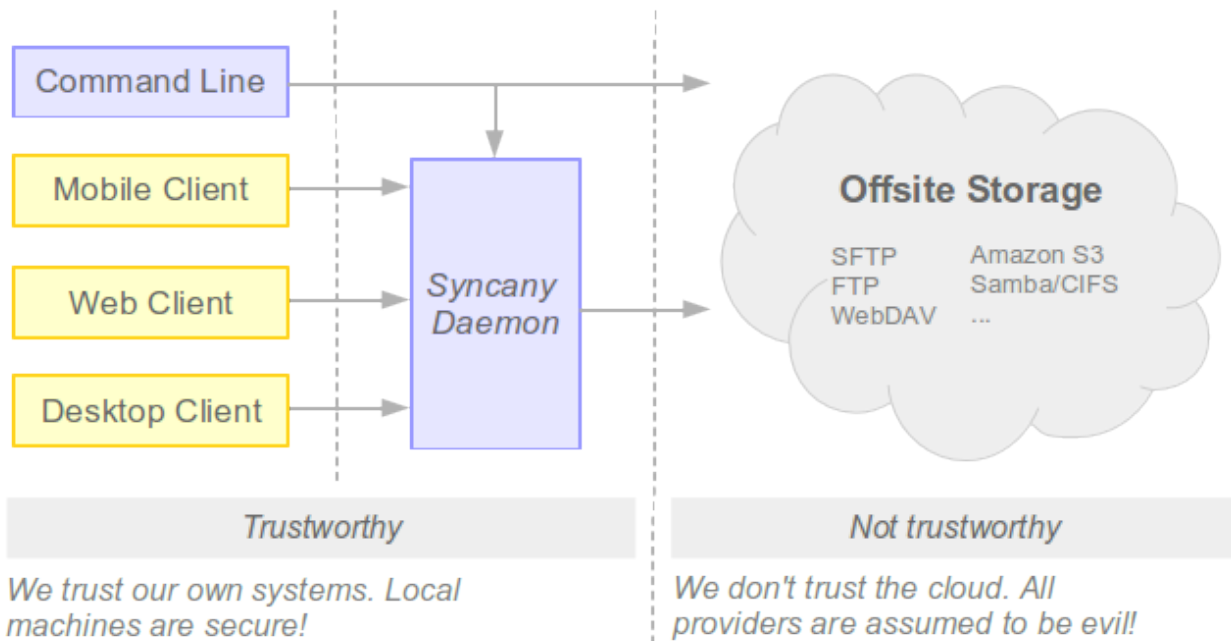 Command Line
Mobile Client
Web Client
Desktop Client
Syncany
Daemon
Offsite Storage
SFTP
FTP
WebDAV
Amazon S3
Samba/CIFS
...
Trustworthy
We trust our own systems. Local
machines are secure!
Not trustworthy
We don't trust the cloud. All
providers are assumed to be evil!